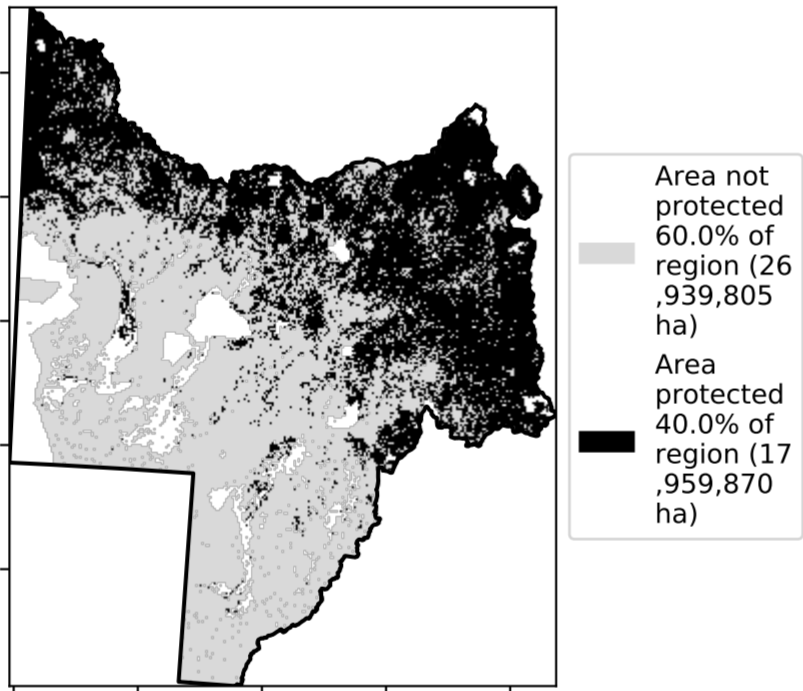 Area not
protected
60.0% of
region (26
,939,805
ha)
Area
protected
40.0% of
region (17
,959,870
ha)